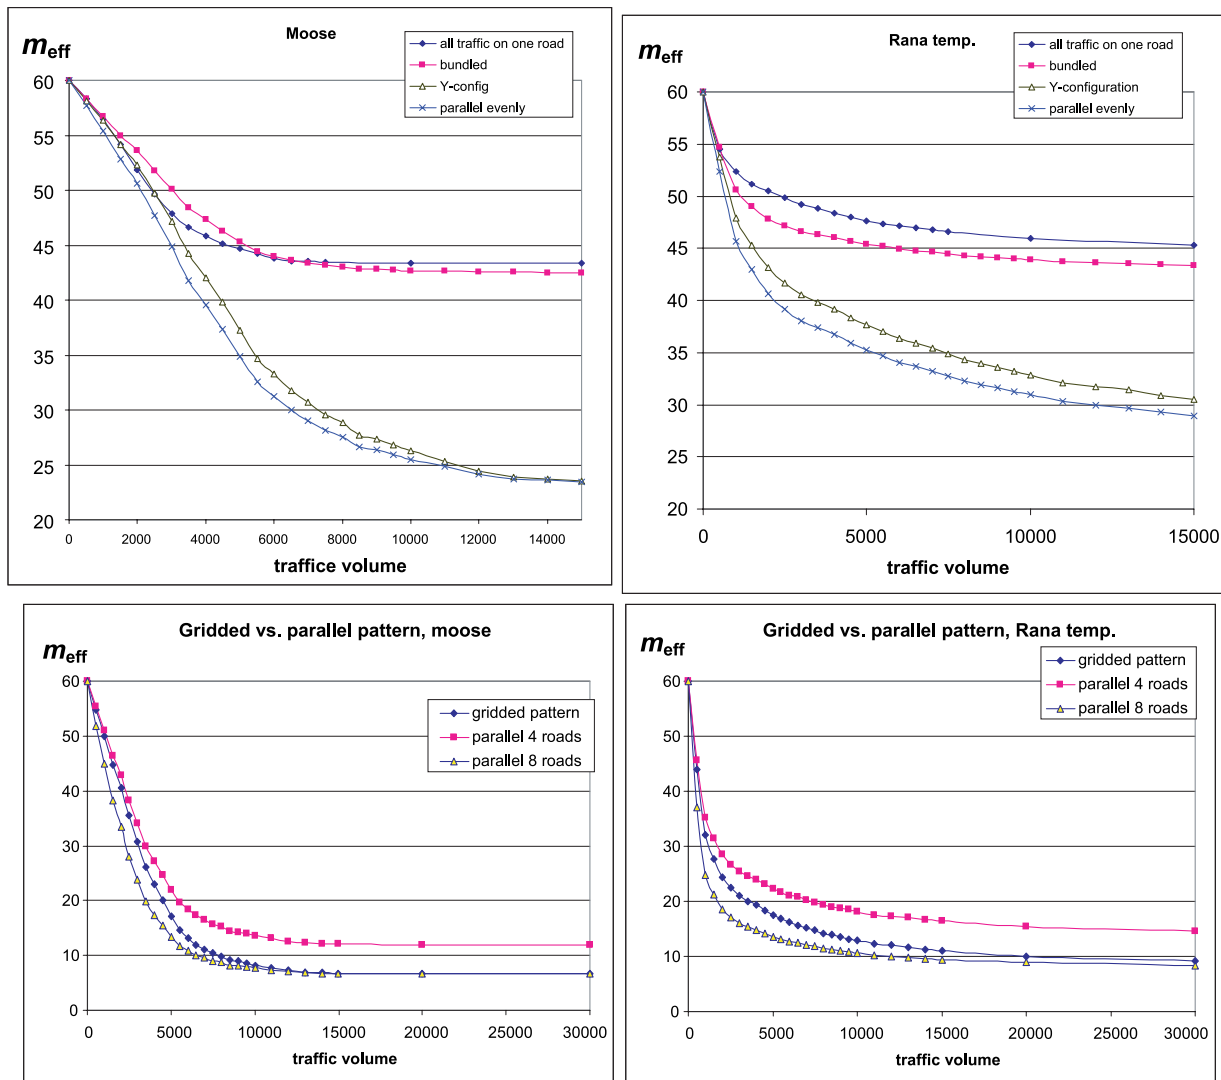 Moose
meff
all traffic on one road
bundled
Y-config
parallel evenly
60
55
50
45
40
35
30
25
20
0 2000 4000 6000 8000 10000 12000 14000
traffice volume
Rana temp.
meff
all traffic on one road
bundled
Y-configuration
parallel evenly
60
55
50
45
40
35
30
25
20
0 5000 10000 15000
traffic volume
Gridded vs. parallel pattern, moose
meff
gridded pattern
parallel 4 roads
parallel 8 roads
60
50
40
30
20
10
0
0 5000 10000 15000 20000 25000 30000
traffic volume
Gridded vs. parallel pattern, Rana temp.
meff
gridded pattern
parallel 4 roads
parallel 8 roads
60
50
40
30
20
10
0
0 5000 10000 15000 20000 25000 30000
traffic volume